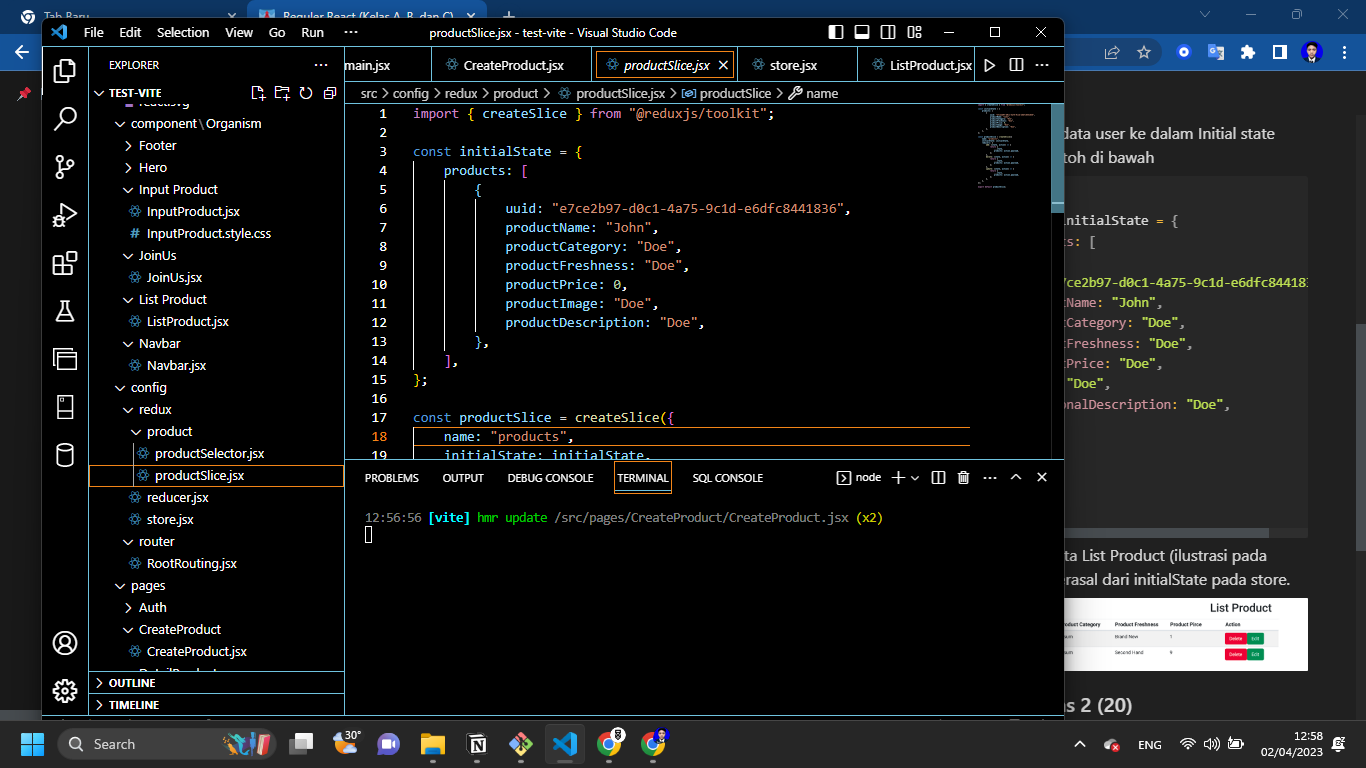 Tab Baru
Reguler React (Kelas A, B, dan C)
File Edit Selection View Go Run ···
productSlice.jsx - test-vite - Visual Studio Code
EXPLORER
TEST-VITE
component\Organism
Footer
Hero
Input Product
InputProduct.jsx
# InputProduct.style.css
JoinUs
JoinUs.jsx
List Product
ListProduct.jsx
Navbar
Navbar.jsx
config
redux
product
productSelector.jsx
productSlice.jsx
reducer.jsx
store.jsx
router
RootRouting.jsx
pages
Auth
CreateProduct
CreateProduct.jsx
OUTLINE
TIMELINE
main.jsx CreateProduct.jsx productSlice.jsx store.jsx ListProduct.jsx
src > config > redux > product > productSlice.jsx > productSlice > name
1 import { createSlice } from "@reduxjs/toolkit";
2
3 const initialState = {
4 products: [
5 {
6 uuid: "e7ce2b97-d0c1-4a75-9c1d-e6dfc8441836",
7 productName: "John",
8 productCategory: "Doe",
9 productFreshness: "Doe",
10 productPrice: 0,
11 productImage: "Doe",
12 productDescription: "Doe",
13 },
14 ],
15 };
16
17 const productSlice = createSlice({
18 name: "products",
19 initialState: initialState,
PROBLEMS OUTPUT DEBUG CONSOLE TERMINAL SQL CONSOLE
node
12:56:56 [vite] hmr update /src/pages/CreateProduct/CreateProduct.jsx (x2)
data user ke dalam Initial state
toh di bawah
initialState = {
ts: [
7ce2b97-d0c1-4a75-9c1d-e6dfc844183
tName: "John",
tCategory: "Doe",
tFreshness: "Doe",
tPrice: "Doe",
"Doe",
onalDescription: "Doe",
ta List Product (ilustrasi pada
erasal dari initialState pada store.
List Product
oduct Category Product Freshness Product Price Action
Brand New 1 Delete Edit
Second Hand 9 Delete Edit
as 2 (20)
Search
30°
ENG
12:58
02/04/2023